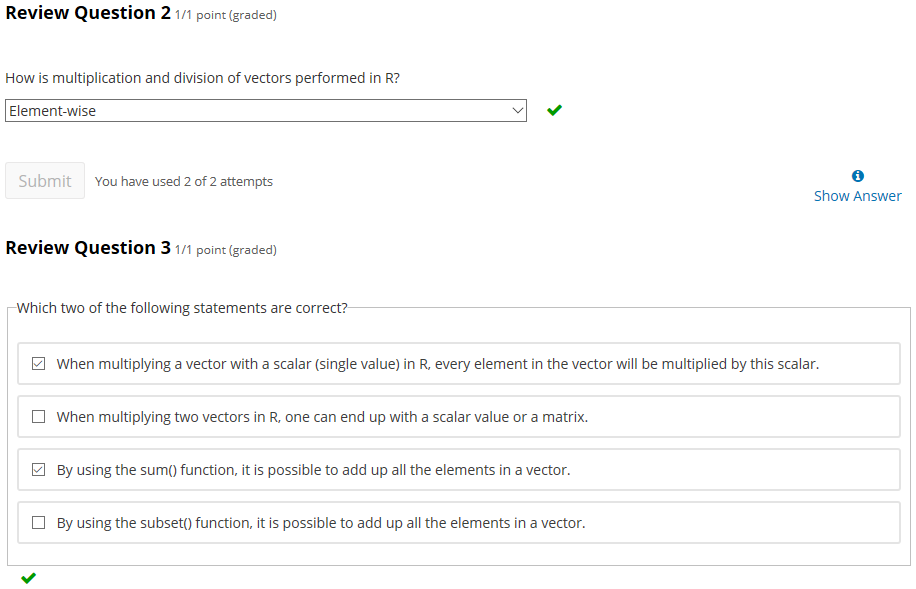 Review Question 2 1/1 point (graded)
How is multiplication and division of vectors performed in R?
Element-wise
Submit You have used 2 of 2 attempts
Show Answer
Review Question 3 1/1 point (graded)
Which two of the following statements are correct?
When multiplying a vector with a scalar (single value) in R, every element in the vector will be multiplied by this scalar.
When multiplying two vectors in R, one can end up with a scalar value or a matrix.
By using the sum() function, it is possible to add up all the elements in a vector.
By using the subset() function, it is possible to add up all the elements in a vector.